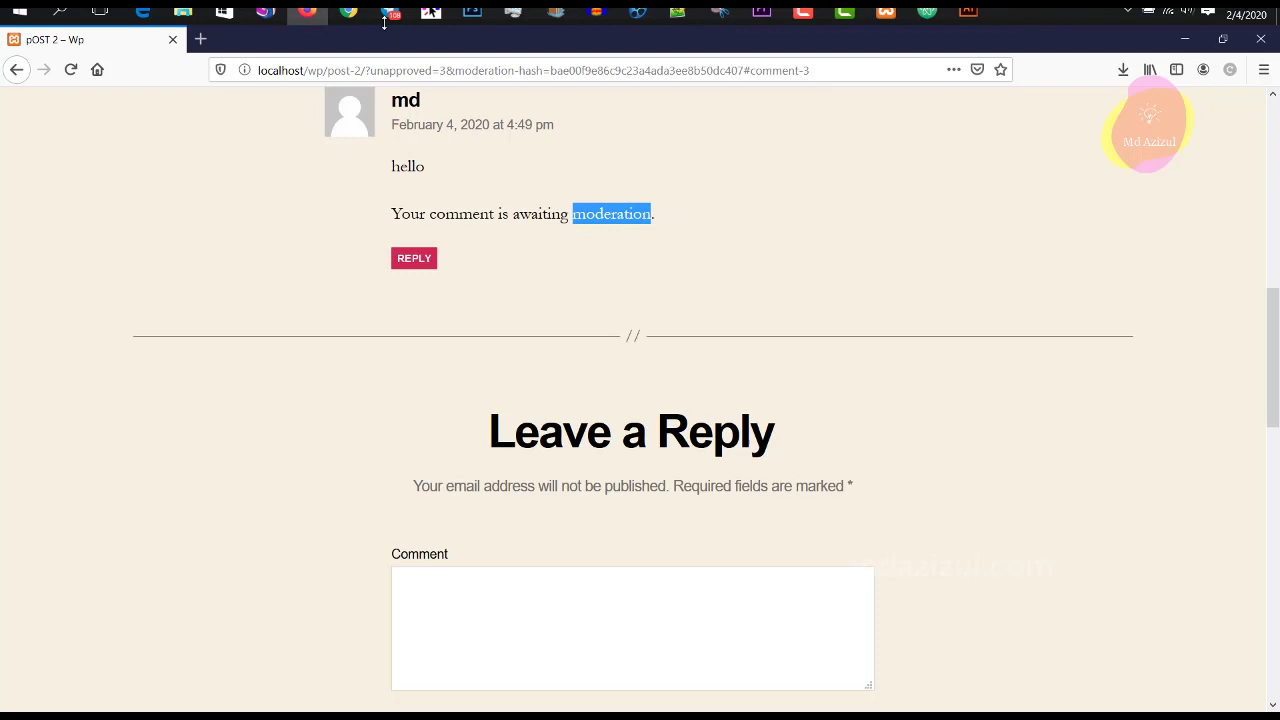 108
2/4/2020
pOST 2 – Wp
localhost/wp/post-2/?unapproved=3&moderation-hash=bae00f9e86c9c23a4ada3ee8b50dc407#comment-3
md
February 4, 2020 at 4:49 pm
Md Azizul
hello
Your comment is awaiting moderation.
REPLY
//
Leave a Reply
Your email address will not be published. Required fields are marked *
Comment